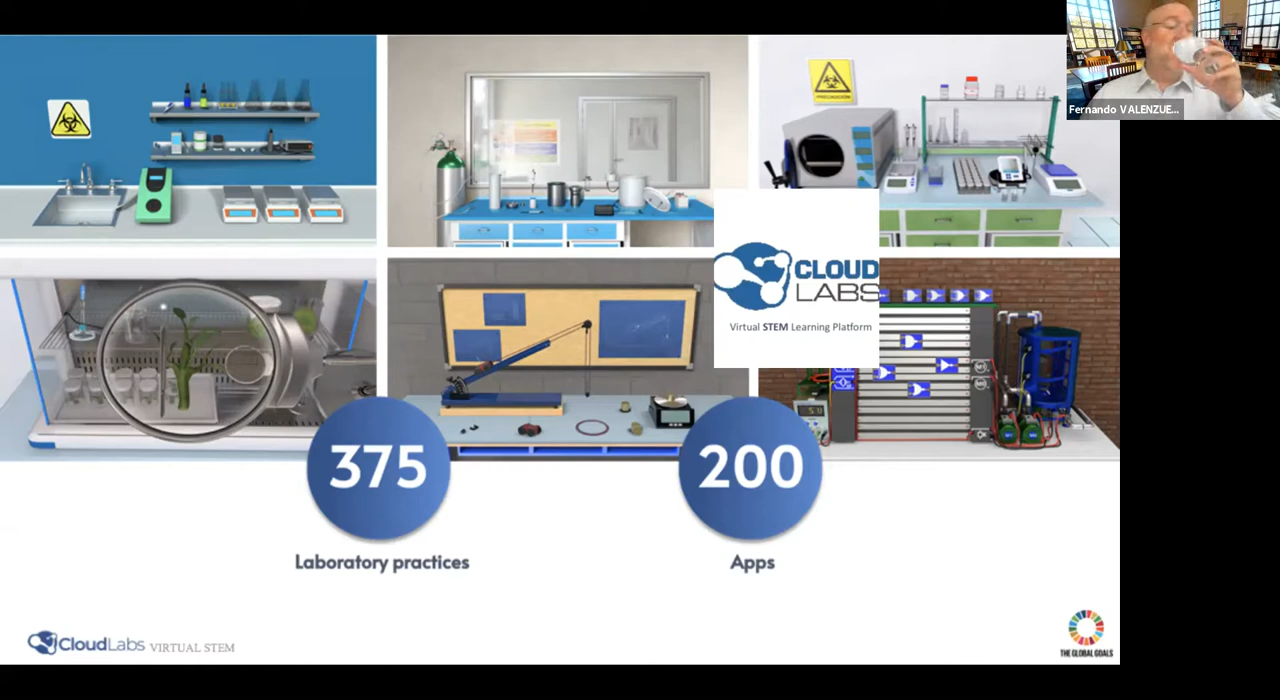 Fernando VALENZUE...
PRECAUCIÓN
CLOUD
LABS
Virtual STEM Learning Platform
375
200
Laboratory practices
Apps
CloudLabs VIRTUAL STEM
THE GLOBAL GOALS